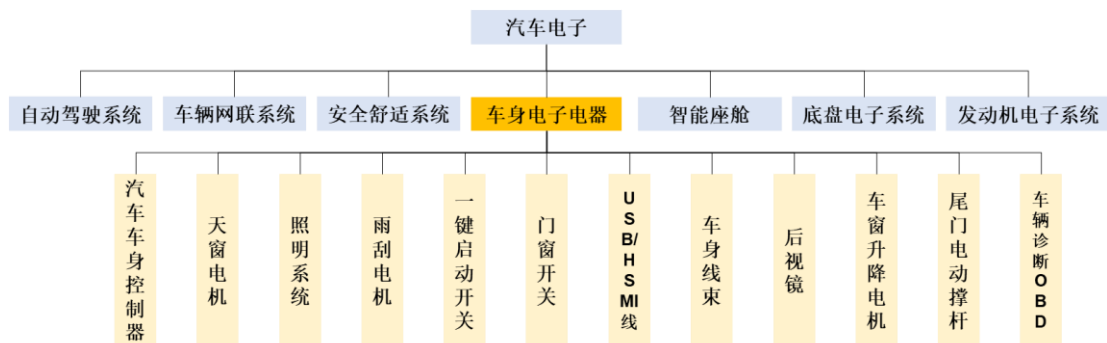 汽车电子
自动驾驶系统
车辆网联系统
安全舒适系统
车身电子电器
智能座舱
底盘电子系统
发动机电子系统
汽车车身控制器
天窗电机
照明系统
雨刮电机
一键启动开关
门窗开关
USB/HSMI线
车身线束
后视镜
车窗升降电机
尾门电动撑杆
车辆诊断OBD